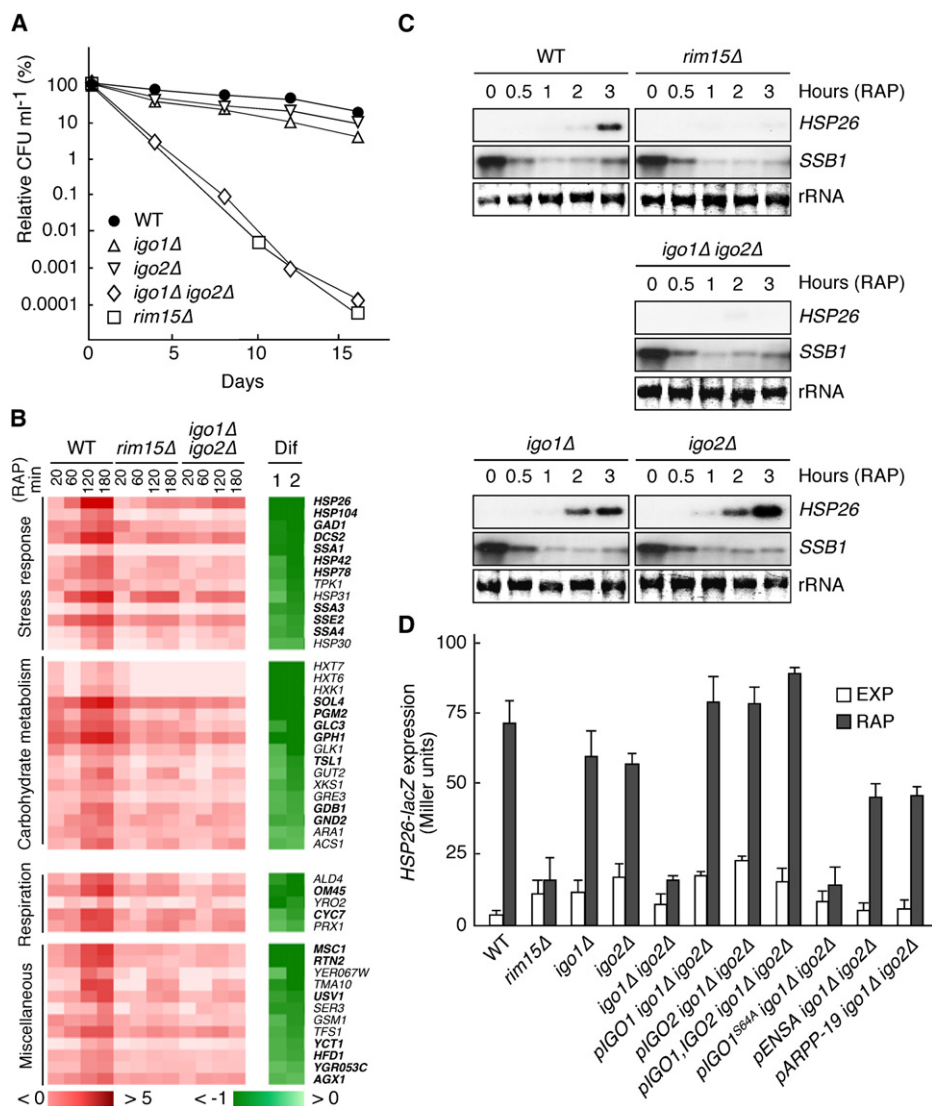 A
Relative CFU ml⁻¹ (%)
100
10
1
0.1
0.01
0.001
0.0001
WT
igo1Δ
igo2Δ
igo1Δ igo2Δ
rim15Δ
0
5
10
15
Days
B
WT
rim15Δ
igo1Δ
igo2Δ
Dif
(RAP)
min
20 60 120 180 20 60 120 180 20 60 120 180
1 2
Stress response
HSP26
HSP104
GAD1
DCS2
SSA1
HSP42
HSP78
TPK1
HSP31
SSA3
SSE2
SSA4
HSP30
Carbohydrate metabolism
HXT7
HXT6
HXK1
SOL4
PGM2
GLC3
GPH1
GLK1
TSL1
GUT2
XKS1
GRE3
GDB1
GND2
ARA1
ACS1
Respiration
ALD4
OM45
YRO2
CYC7
PRX1
Miscellaneous
MSC1
RTN2
YER067W
TMA10
USV1
SER3
GSM1
TFS1
YCT1
HFD1
YGR053C
AGX1
< 0 > 5 < -1 > 0
C
WT
rim15Δ
0 0.5 1 2 3 0 0.5 1 2 3 Hours (RAP)
HSP26
SSB1
rRNA
igo1Δ igo2Δ
0 0.5 1 2 3 Hours (RAP)
HSP26
SSB1
rRNA
igo1Δ
igo2Δ
0 0.5 1 2 3 0 0.5 1 2 3 Hours (RAP)
HSP26
SSB1
rRNA
D
HSP26-lacZ expression
(Miller units)
100
75
50
25
0
EXP
RAP
WT
rim15Δ
igo1Δ
igo2Δ
igo1Δ igo2Δ
pIGO1 igo1Δ igo2Δ
pIGO2 igo1Δ igo2Δ
pIGO1,IGO2 igo1Δ igo2Δ
pIGO1^S64A igo1Δ igo2Δ
pENSA igo1Δ igo2Δ
pARPP-19 igo1Δ igo2Δ